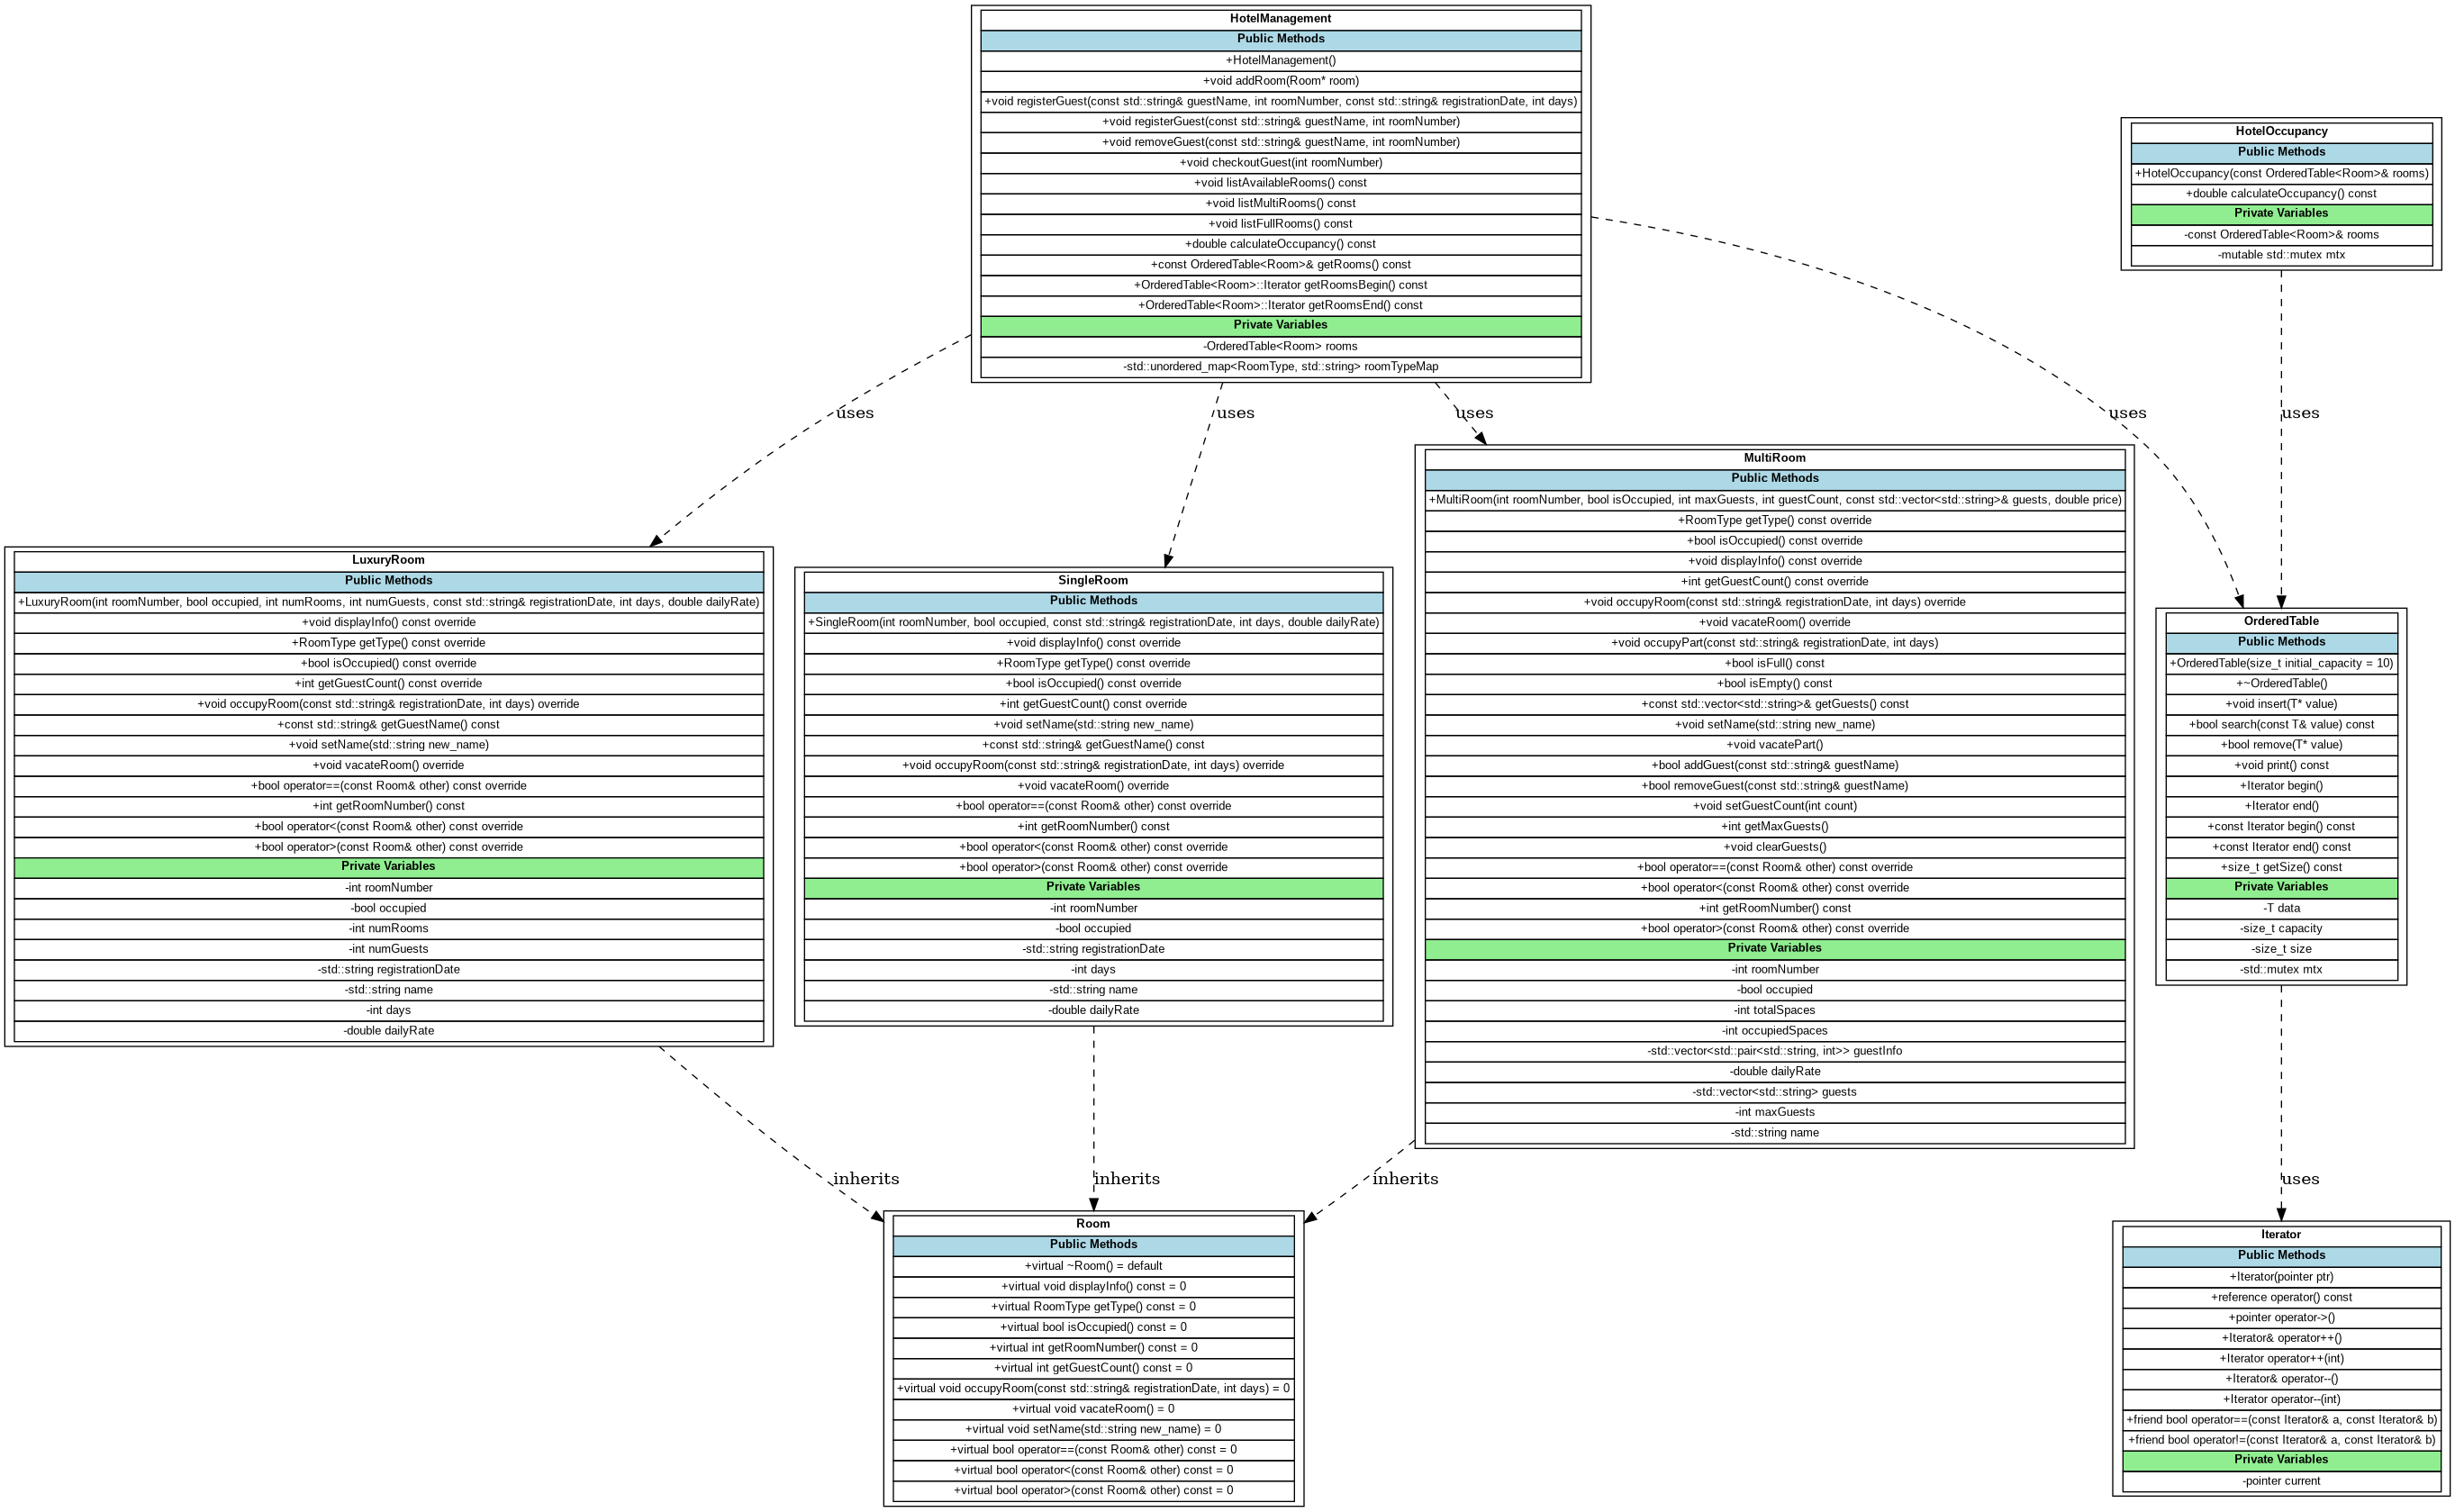 HotelManagement
Public Methods
+HotelManagement()
+void addRoom(Room* room)
+void registerGuest(const std::string& guestName, int roomNumber, const std::string& registrationDate, int days)
+void registerGuest(const std::string& guestName, int roomNumber)
+void removeGuest(const std::string& guestName, int roomNumber)
+void checkoutGuest(int roomNumber)
+void listAvailableRooms() const
+void listMultiRooms() const
+void listFullRooms() const
+double calculateOccupancy() const
+const OrderedTable<Room>& getRooms() const
+OrderedTable<Room>::Iterator getRoomsBegin() const
+OrderedTable<Room>::Iterator getRoomsEnd() const
Private Variables
-OrderedTable<Room> rooms
-std::unordered_map<RoomType, std::string> roomTypeMap
HotelOccupancy
Public Methods
+HotelOccupancy(const OrderedTable<Room>& rooms)
+double calculateOccupancy() const
Private Variables
-const OrderedTable<Room>& rooms
-mutable std::mutex mtx
uses
uses
uses
uses
uses
LuxuryRoom
Public Methods
+LuxuryRoom(int roomNumber, bool occupied, int numRooms, int numGuests, const std::string& registrationDate, int days, double dailyRate)
+void displayInfo() const override
+RoomType getType() const override
+bool isOccupied() const override
+int getGuestCount() const override
+void occupyRoom(const std::string& registrationDate, int days) override
+const std::string& getGuestName() const
+void setName(std::string new_name)
+void vacateRoom() override
+bool operator==(const Room& other) const override
+int getRoomNumber() const
+bool operator<(const Room& other) const override
+bool operator>(const Room& other) const override
Private Variables
-int roomNumber
-bool occupied
-int numRooms
-int numGuests
-std::string registrationDate
-std::string name
-int days
-double dailyRate
SingleRoom
Public Methods
+SingleRoom(int roomNumber, bool occupied, const std::string& registrationDate, int days, double dailyRate)
+void displayInfo() const override
+RoomType getType() const override
+bool isOccupied() const override
+int getGuestCount() const override
+void setName(std::string new_name)
+const std::string& getGuestName() const
+void occupyRoom(const std::string& registrationDate, int days) override
+void vacateRoom() override
+bool operator==(const Room& other) const override
+int getRoomNumber() const
+bool operator<(const Room& other) const override
+bool operator>(const Room& other) const override
Private Variables
-int roomNumber
-bool occupied
-std::string registrationDate
-int days
-std::string name
-double dailyRate
MultiRoom
Public Methods
+MultiRoom(int roomNumber, bool isOccupied, int maxGuests, int guestCount, const std::vector<std::string>& guests, double price)
+RoomType getType() const override
+bool isOccupied() const override
+void displayInfo() const override
+int getGuestCount() const override
+void occupyRoom(const std::string& registrationDate, int days) override
+void vacateRoom() override
+void occupyPart(const std::string& registrationDate, int days)
+bool isFull() const
+bool isEmpty() const
+const std::vector<std::string>& getGuests() const
+void setName(std::string new_name)
+void vacatePart()
+bool addGuest(const std::string& guestName)
+bool removeGuest(const std::string& guestName)
+void setGuestCount(int count)
+int getMaxGuests()
+void clearGuests()
+bool operator==(const Room& other) const override
+bool operator<(const Room& other) const override
+int getRoomNumber() const
+bool operator>(const Room& other) const override
Private Variables
-int roomNumber
-bool occupied
-int totalSpaces
-int occupiedSpaces
-std::vector<std::pair<std::string, int>> guestInfo
-double dailyRate
-std::vector<std::string> guests
-int maxGuests
-std::string name
OrderedTable
Public Methods
+OrderedTable(size_t initial_capacity = 10)
+~OrderedTable()
+void insert(T* value)
+bool search(const T& value) const
+bool remove(T* value)
+void print() const
+Iterator begin()
+Iterator end()
+const Iterator begin() const
+const Iterator end() const
+size_t getSize() const
Private Variables
-T data
-size_t capacity
-size_t size
-std::mutex mtx
inherits
inherits
inherits
uses
Room
Public Methods
+virtual ~Room() = default
+virtual void displayInfo() const = 0
+virtual RoomType getType() const = 0
+virtual bool isOccupied() const = 0
+virtual int getRoomNumber() const = 0
+virtual int getGuestCount() const = 0
+virtual void occupyRoom(const std::string& registrationDate, int days) = 0
+virtual void vacateRoom() = 0
+virtual void setName(std::string new_name) = 0
+virtual bool operator==(const Room& other) const = 0
+virtual bool operator<(const Room& other) const = 0
+virtual bool operator>(const Room& other) const = 0
Iterator
Public Methods
+Iterator(pointer ptr)
+reference operator() const
+pointer operator->()
+Iterator& operator++()
+Iterator operator++(int)
+Iterator& operator--()
+Iterator operator--(int)
+friend bool operator==(const Iterator& a, const Iterator& b)
+friend bool operator!=(const Iterator& a, const Iterator& b)
Private Variables
-pointer current